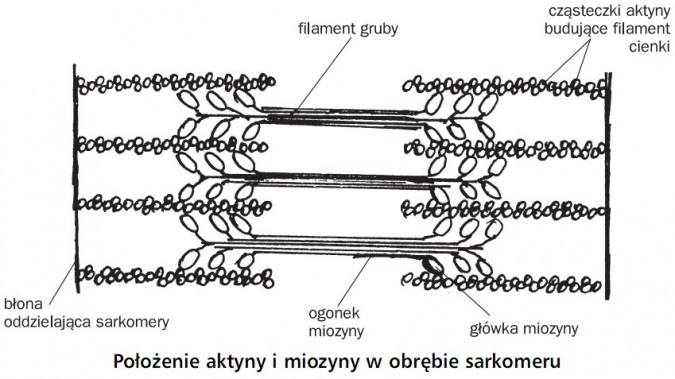 cząsteczki aktyny
budujące filament
cienki
filament gruby
błona
oddzielająca sarkomery
ogonek
miozyny
główka miozyny
Położenie aktyny i miozyny w obrębie sarkomeru